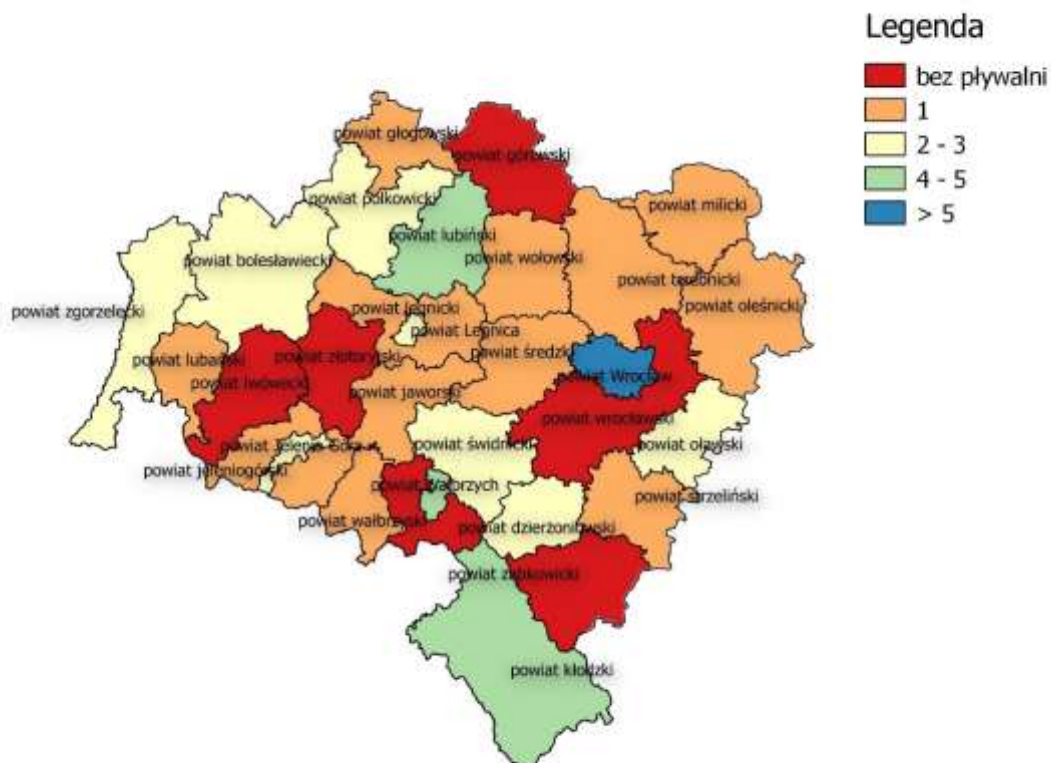 Legenda
bez pływalni
1
2 - 3
4 - 5
> 5
powiat głogowski
powiat górowski
powiat polkowicki
powiat milicki
powiat lubiński
powiat wołowski
powiat bolesławiecki
powiat trzebnicki
powiat oleśnicki
powiat zgorzelecki
powiat legnicki
powiat Legnica
powiat lubański
powiat złotoryjski
powiat średzki
powiat Wrocław
powiat lwówecki
powiat jaworski
powiat wrocławski
powiat Jelenia Góra
powiat świdnicki
powiat oławski
powiat jeleniogórski
powiat Wałbrzych
powiat strzeliński
powiat wałbrzyski
powiat dzierżoniowski
powiat ząbkowicki
powiat kłodzki